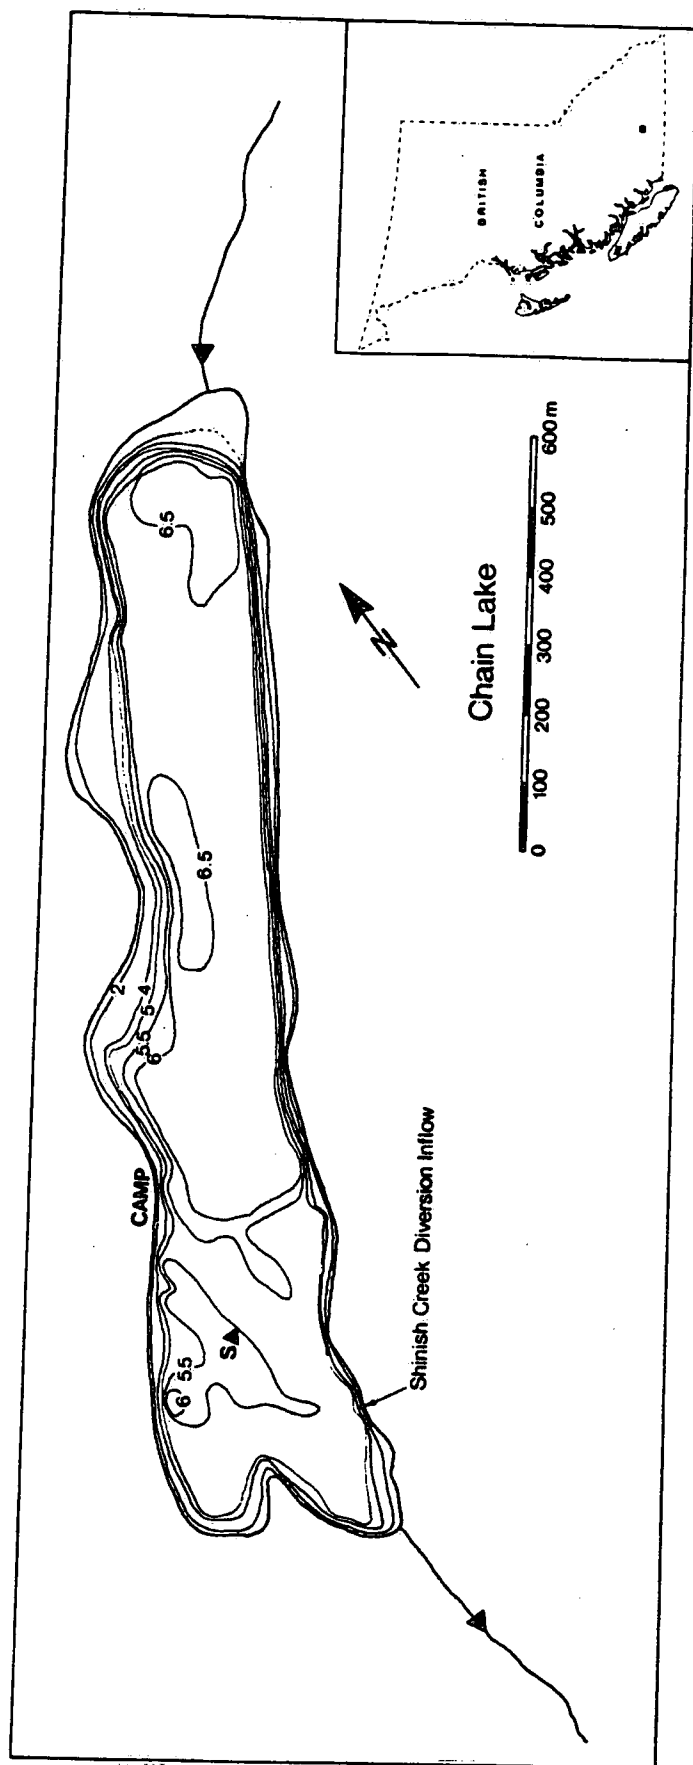 BRITISH
COLUMBIA
6.5
6.5
2
4
5
5.5
6
CAMP
S
5.5
6
N
Chain Lake
0 100 200 300 400 500 600 m
Shinish Creek Diversion Inflow